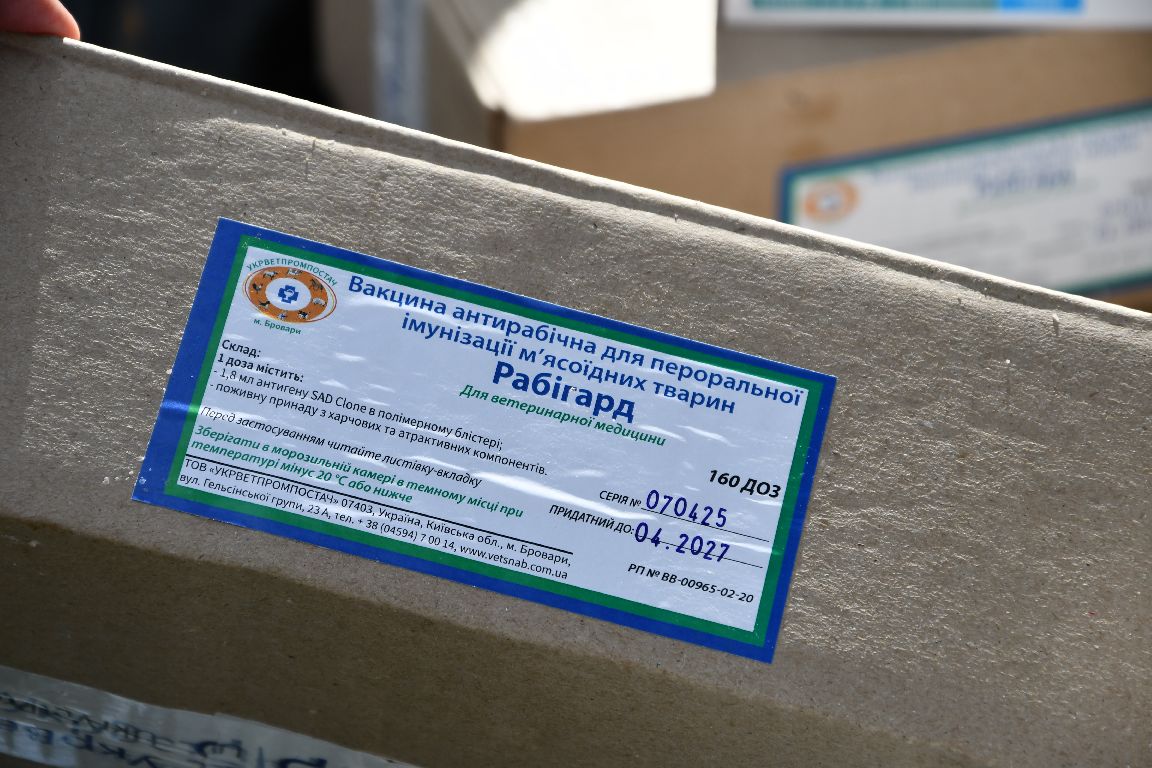 УКРВЕТПРОМПОСТАЧ
м. Бровари
Вакцина антирабічна для пероральної
імунізації м'ясоїдних тварин
Рабігард
Для ветеринарної медицини
Склад:
1 доза містить:
- 1,8 мл антигену SAD Clone в полімерному блістері;
- поживну принаду з харчових та атрактивних компонентів.
Перед застосуванням читайте листівку-вкладку
Зберігати в морозильній камері в темному місці при
температурі мінус 20 °С або нижче
ТОВ «УКРВЕТПРОМПОСТАЧ» 07403, Україна, Київська обл., м. Бровари,
вул. Гельсінської групи, 23 А, тел. + 38 (04594) 7 00 14, www.vetsnab.com.ua
160 ДОЗ
СЕРІЯ № 070425
ПРИДАТНИЙ ДО: 04.2027
РП № ВВ-00965-02-20